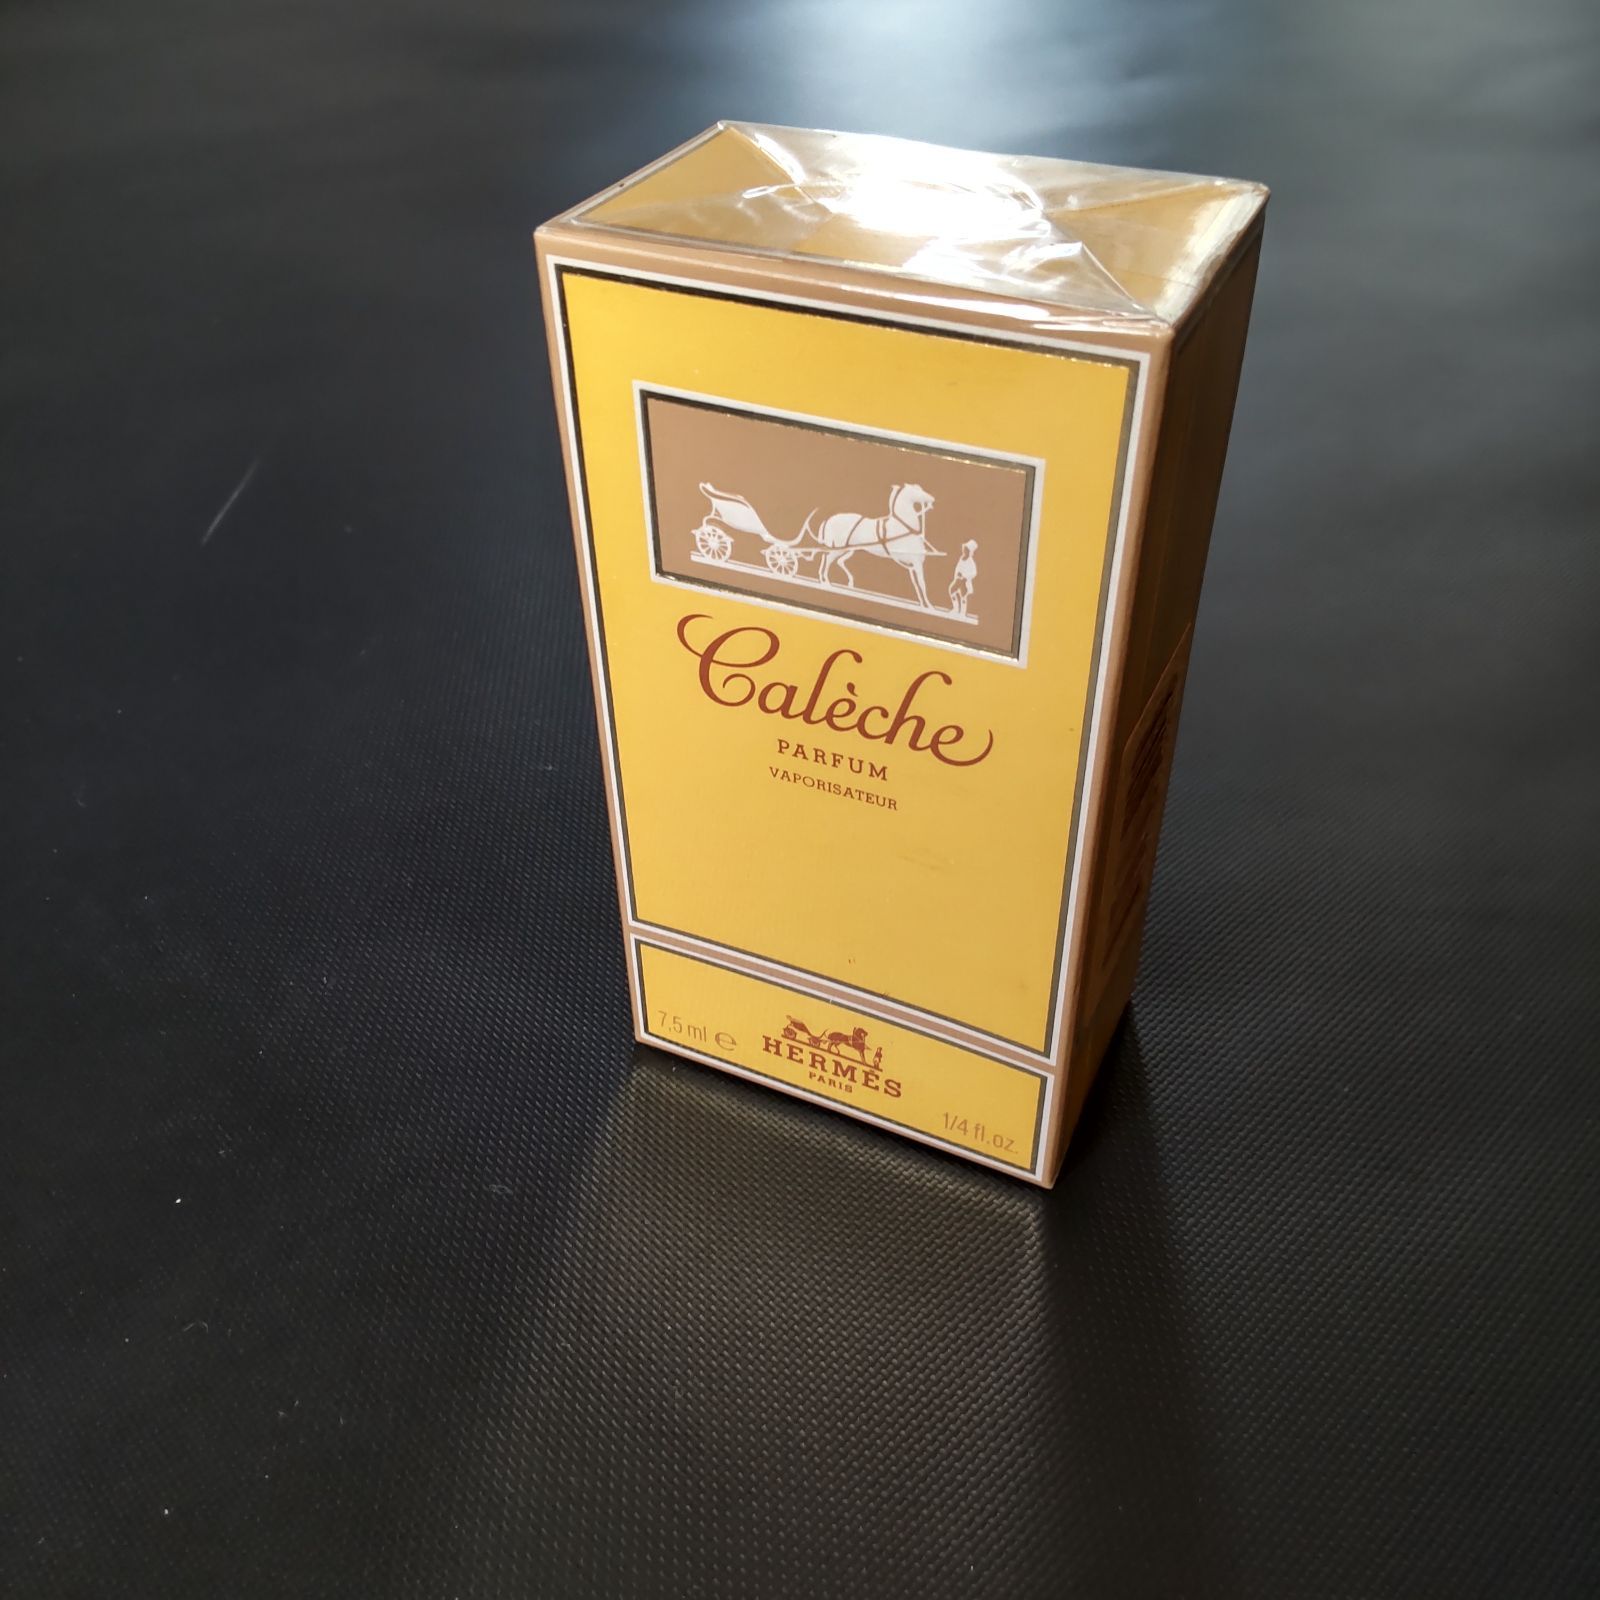 Calèche
PARFUM
VAPORISATEUR
7,5 ml ℮
HERMÈS
PARIS
1/4 fl.oz.